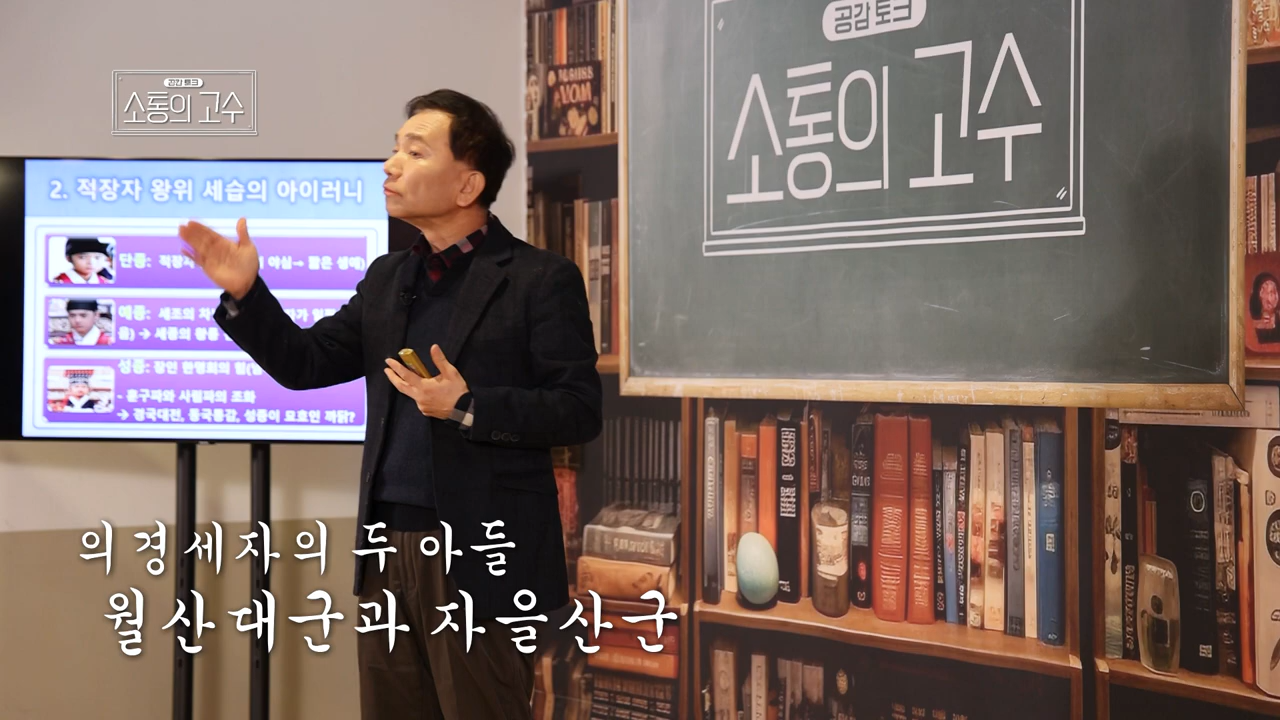 공감 토크
소통의 고수
공감 토크
소통의 고수
2. 적장자 왕위 세습의 아이러니
단종: 적장자 야심→ 짧은 생애)
예종: 세조의 차
→ 세종의 왕릉
성종: 장인 한명회의 힘
- 훈구파와 사림파의 조화
→ 경국대전, 동국통감, 성종이 묘호인 까닭?
의경세자의 두 아들
월산대군과 자을산군